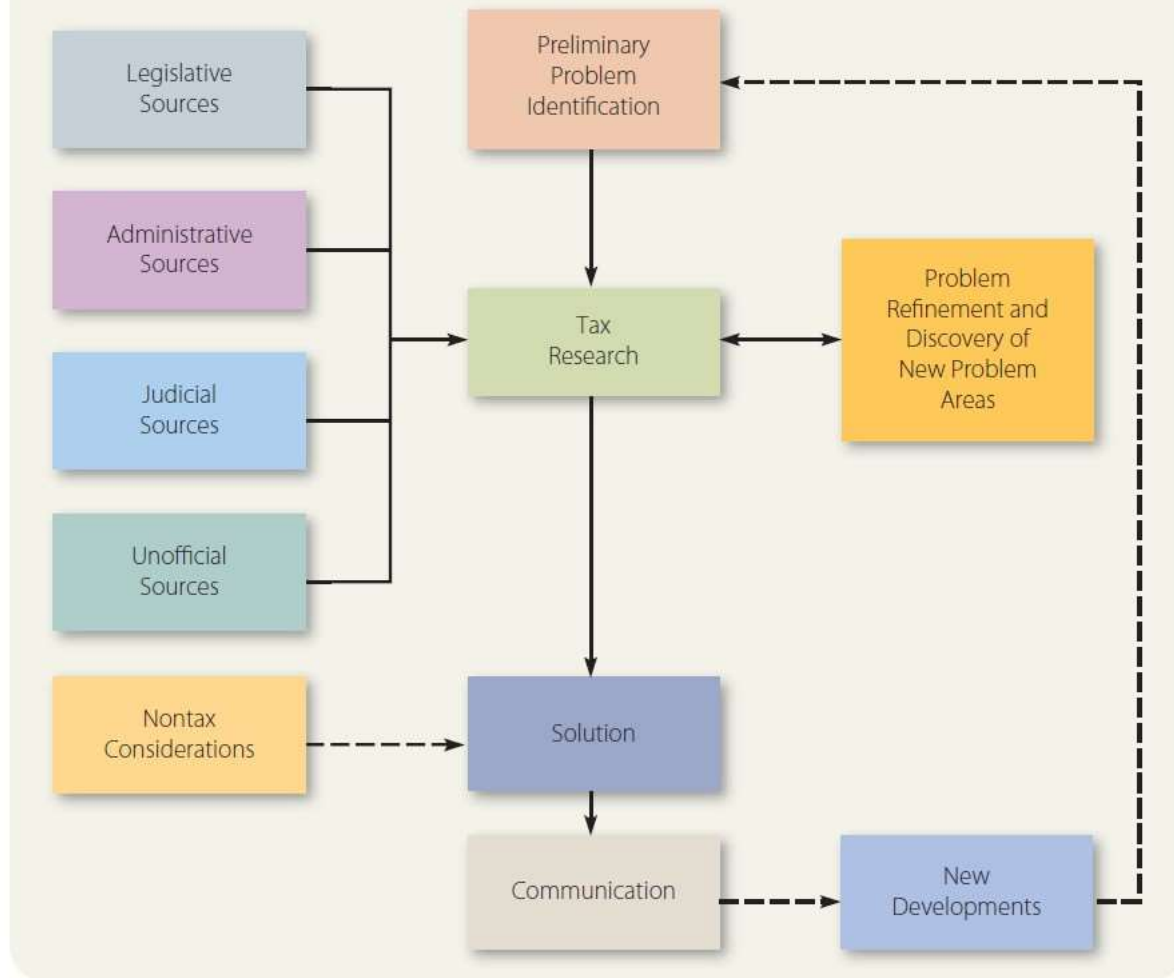 Legislative
Sources
Preliminary
Problem
Identification
Administrative
Sources
Tax
Research
Problem
Refinement and
Discovery of
New Problem
Areas
Judicial
Sources
Unofficial
Sources
Nontax
Considerations
Solution
Communication
New
Developments